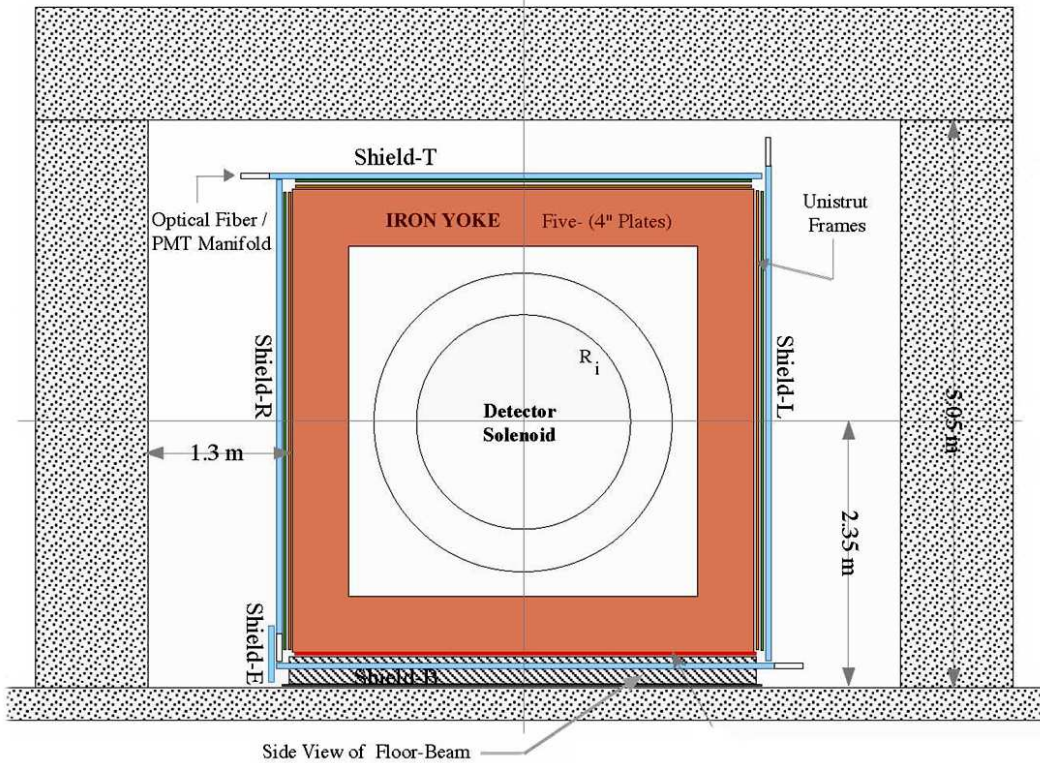 Shield-T
Optical Fiber /
PMT Manifold
IRON YOKE Five- (4" Plates)
Unistrut
Frames
R i
Shield-R
Shield-L
Detector
Solenoid
5.05 m
1.3 m
2.35 m
Shield-E
Shield-B
Side View of Floor-Beam